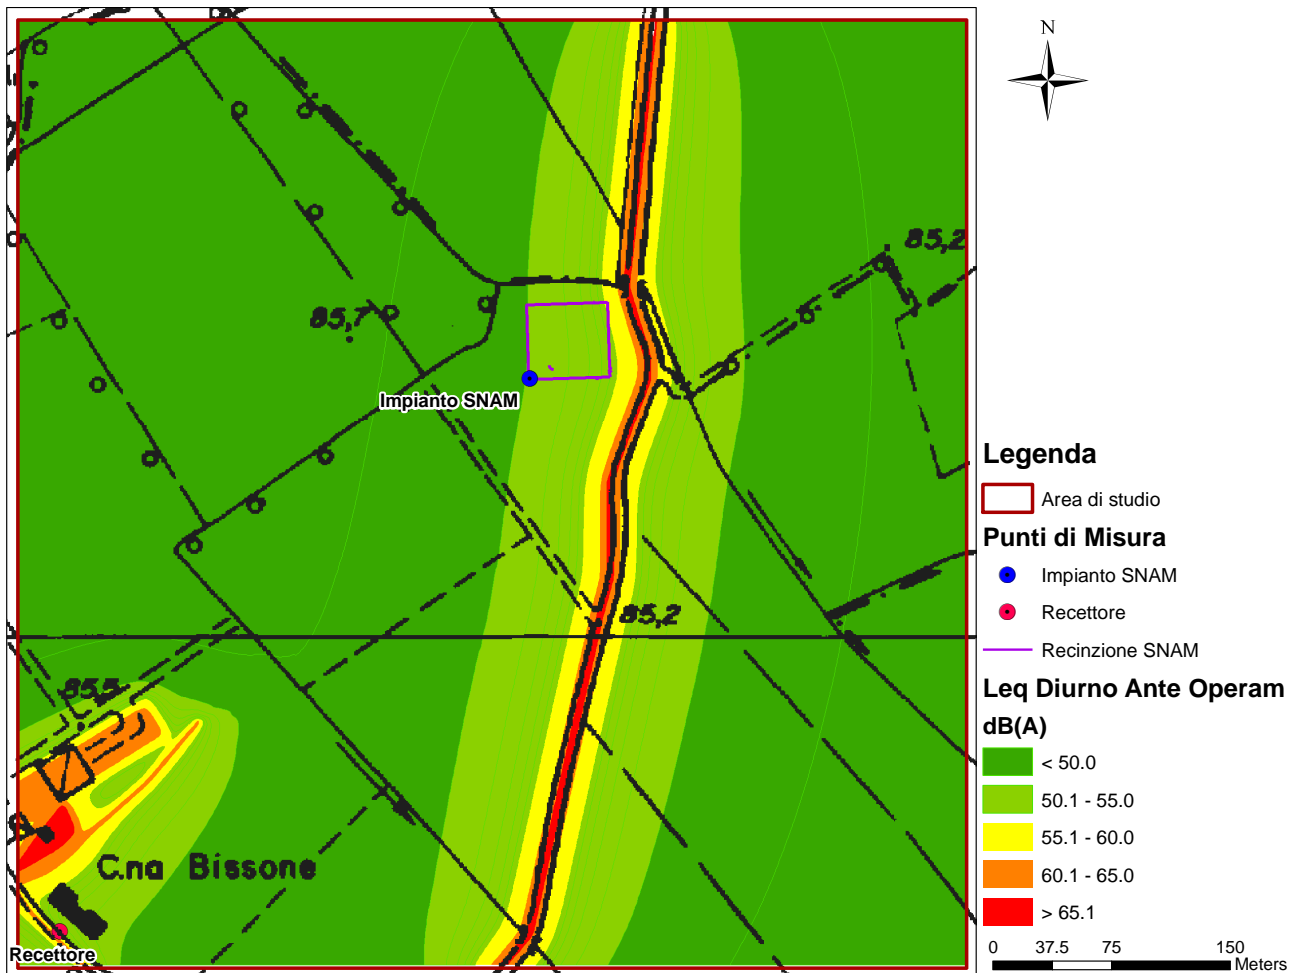 N
85,2
85,7
Impianto SNAM
85,2
85,5
C.na Bissone
Recettore
Legenda
Area di studio
Punti di Misura
Impianto SNAM
Recettore
Recinzione SNAM
Leq Diurno Ante Operam
dB(A)
< 50.0
50.1 - 55.0
55.1 - 60.0
60.1 - 65.0
> 65.1
0 37.5 75 150
Meters